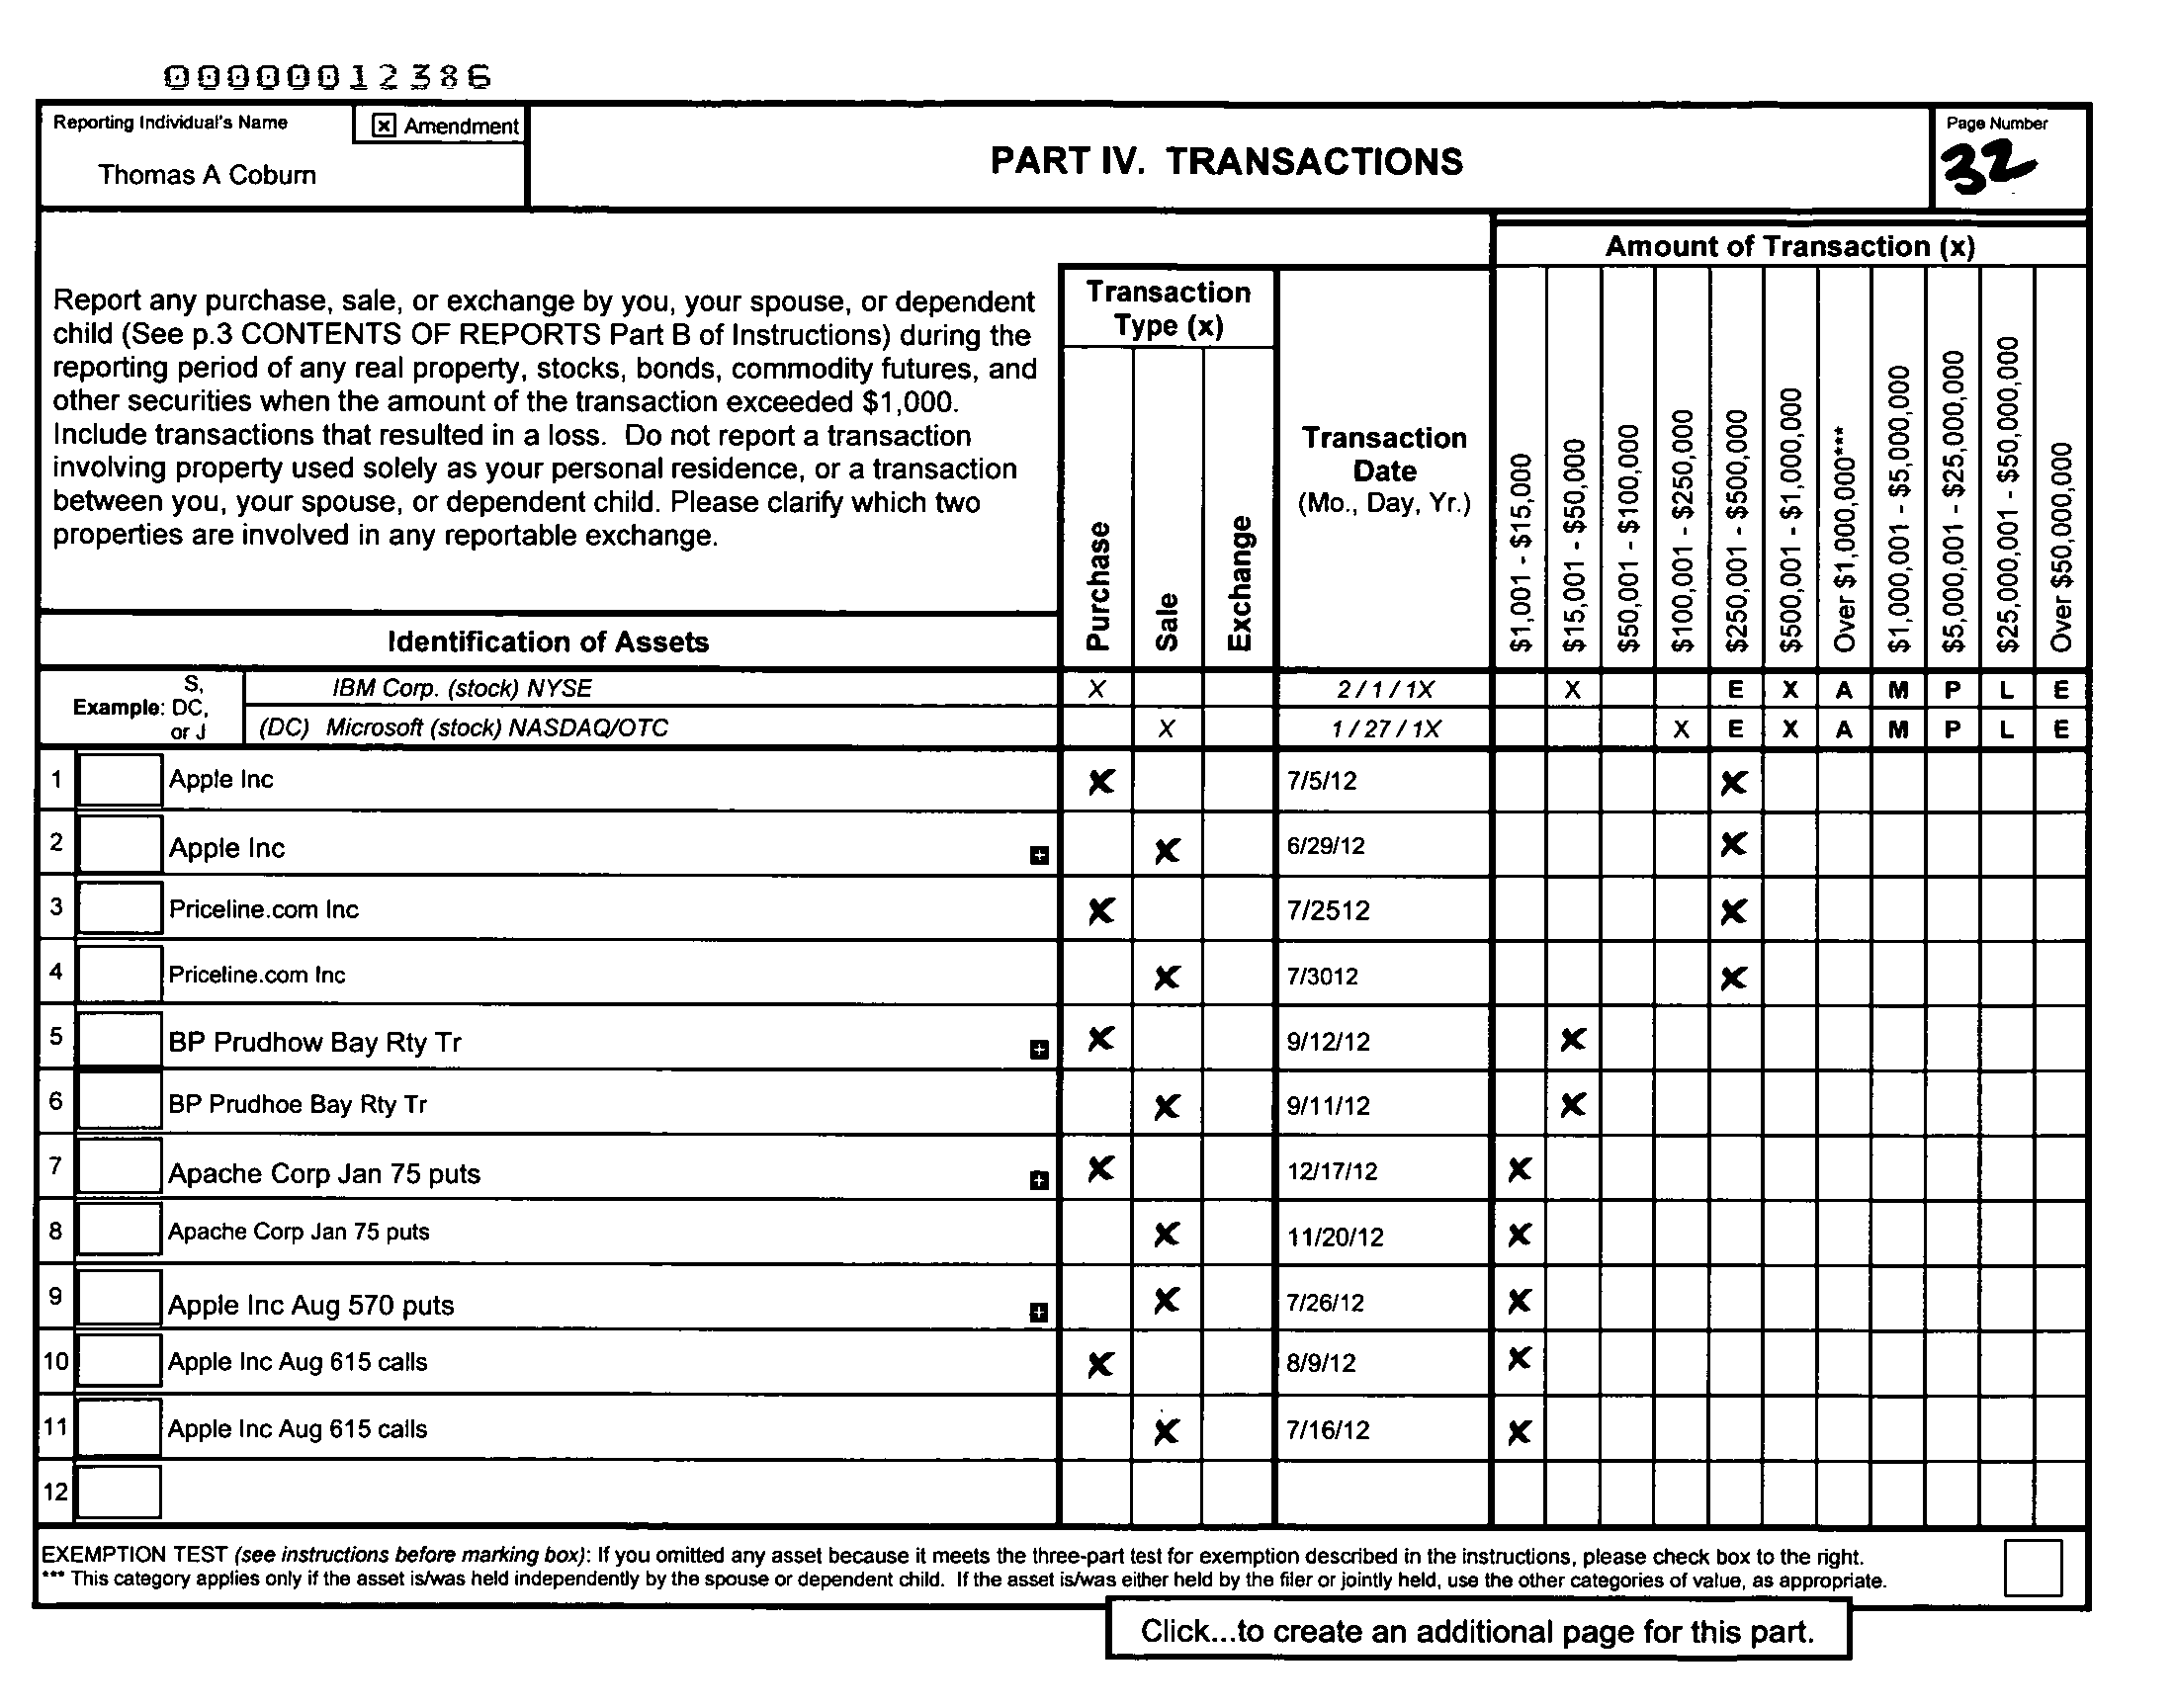 00000012386
Reporting Individual's Name
x Amendment
Thomas A Coburn
PART IV. TRANSACTIONS
Page Number
32
Amount of Transaction (x)
Report any purchase, sale, or exchange by you, your spouse, or dependent
child (See p.3 CONTENTS OF REPORTS Part B of Instructions) during the
reporting period of any real property, stocks, bonds, commodity futures, and
other securities when the amount of the transaction exceeded $1,000.
Include transactions that resulted in a loss. Do not report a transaction
involving property used solely as your personal residence, or a transaction
between you, your spouse, or dependent child. Please clarify which two
properties are involved in any reportable exchange.
Transaction
Type (x)
Purchase
Sale
Exchange
Transaction
Date
(Mo., Day, Yr.)
$1,001 - $15,000
$15,001 - $50,000
$50,001 - $100,000
$100,001 - $250,000
$250,001 - $500,000
$500,001 - $1,000,000
Over $1,000,000***
$1,000,001 - $5,000,000
$5,000,001 - $25,000,000
$25,000,001 - $50,000,000
Over $50,000,000
Identification of Assets
Example: S,
DC,
or J
IBM Corp. (stock) NYSE X 2 / 1 / 1X X E X A M P L E
(DC) Microsoft (stock) NASDAQ/OTC X 1 / 27 / 1X X E X A M P L E
1 Apple Inc X 7/5/12 X
2 Apple Inc + X 6/29/12 X
3 Priceline.com Inc X 7/2512 X
4 Priceline.com Inc X 7/3012 X
5 BP Prudhow Bay Rty Tr + X 9/12/12 X
6 BP Prudhoe Bay Rty Tr X 9/11/12 X
7 Apache Corp Jan 75 puts + X 12/17/12 X
8 Apache Corp Jan 75 puts X 11/20/12 X
9 Apple Inc Aug 570 puts + X 7/26/12 X
10 Apple Inc Aug 615 calls X 8/9/12 X
11 Apple Inc Aug 615 calls X 7/16/12 X
12
EXEMPTION TEST (see instructions before marking box): If you omitted any asset because it meets the three-part test for exemption described in the instructions, please check box to the right.
*** This category applies only if the asset is/was held independently by the spouse or dependent child. If the asset is/was either held by the filer or jointly held, use the other categories of value, as appropriate.
Click...to create an additional page for this part.